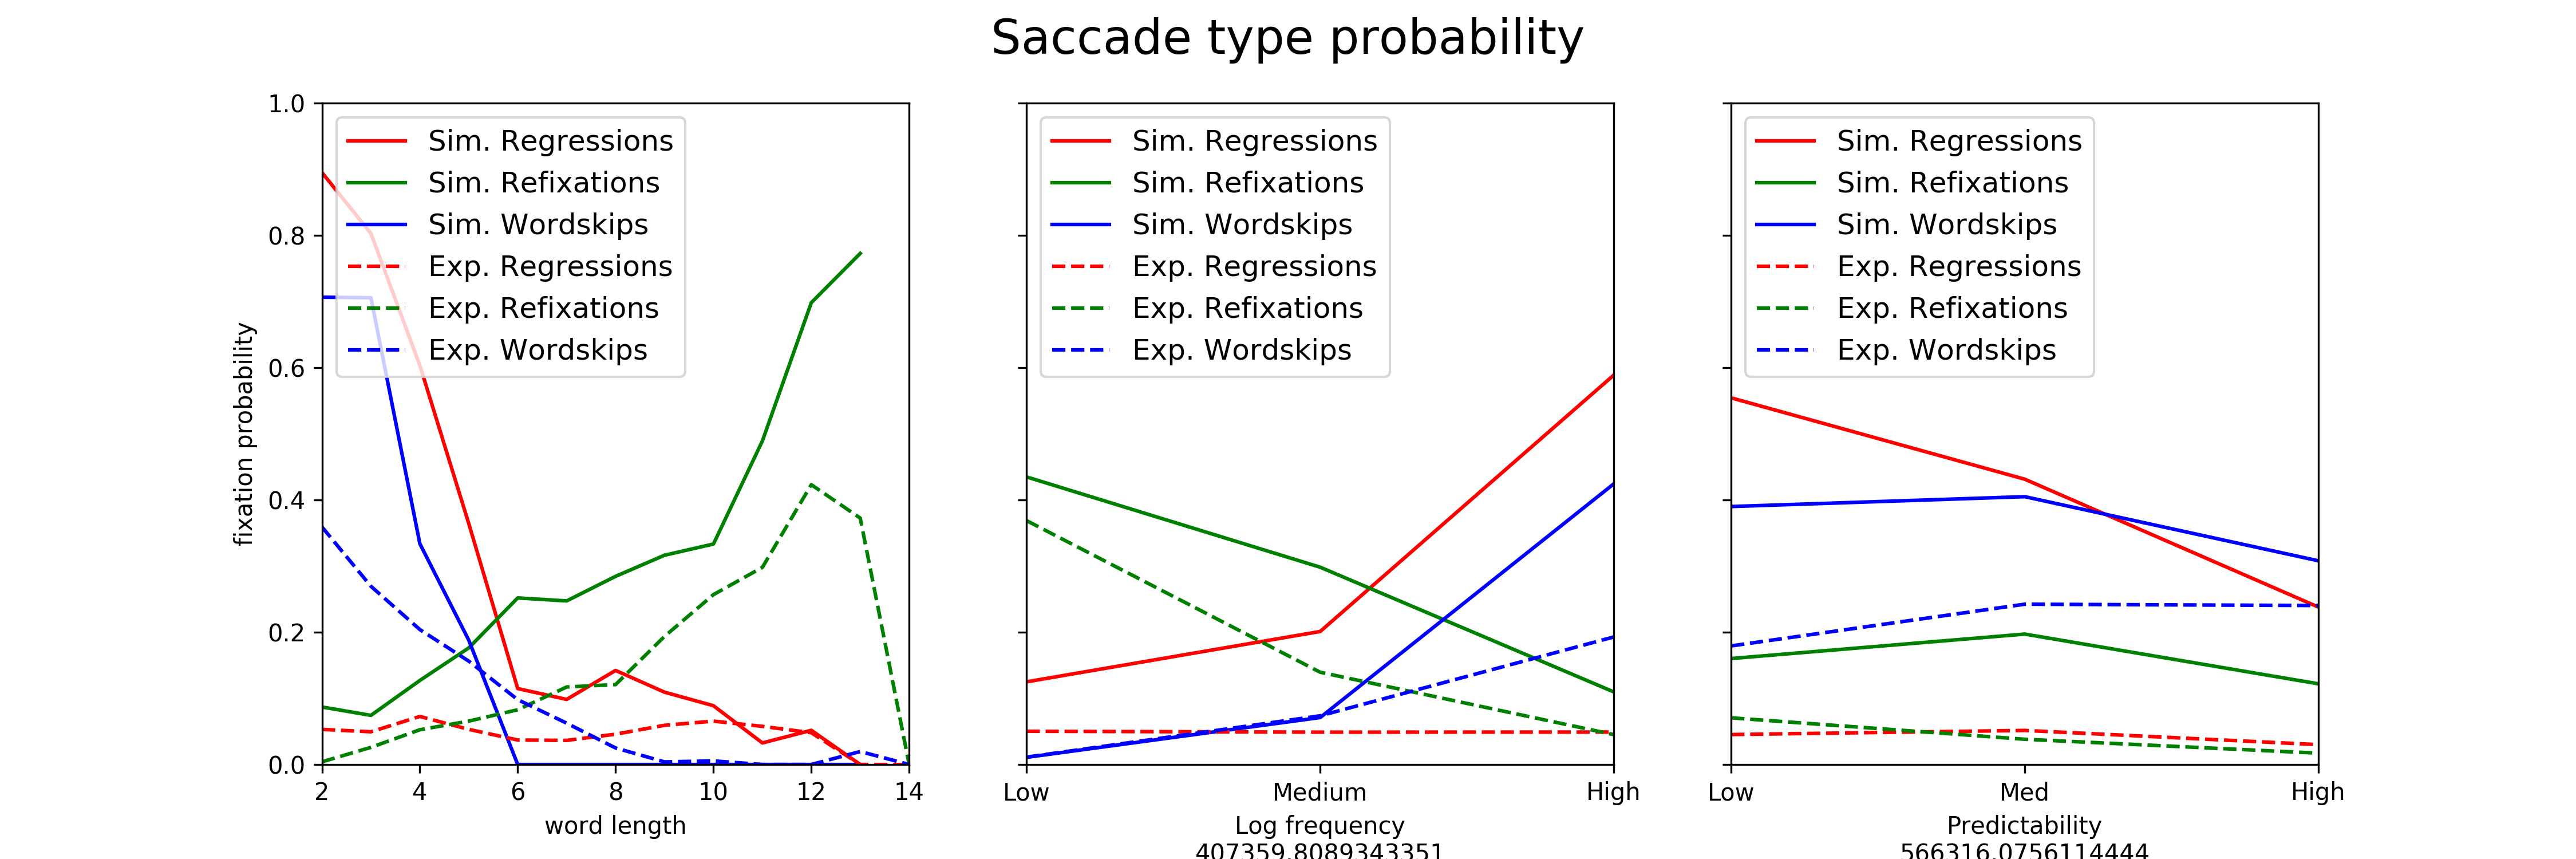 Saccade type probability
1.0
0.8
0.6
0.4
0.2
0.0
fixation probability
Sim. Regressions
Sim. Refixations
Sim. Wordskips
Exp. Regressions
Exp. Refixations
Exp. Wordskips
2 4 6 8 10 12 14
word length
Sim. Regressions
Sim. Refixations
Sim. Wordskips
Exp. Regressions
Exp. Refixations
Exp. Wordskips
Low Medium High
Log frequency
407359.8089343351
Sim. Regressions
Sim. Refixations
Sim. Wordskips
Exp. Regressions
Exp. Refixations
Exp. Wordskips
Low Med High
Predictability
566316.0756114444